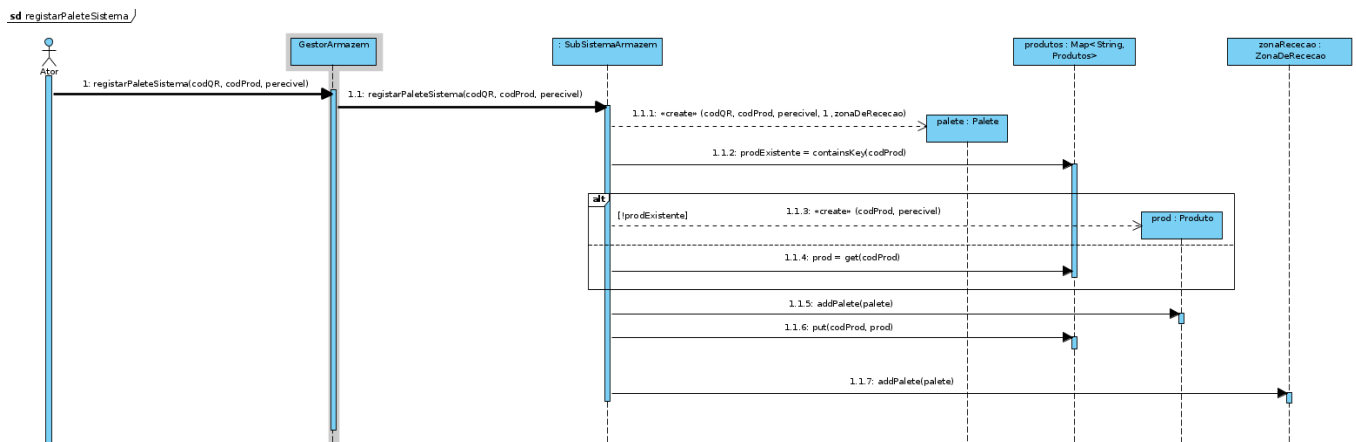 sd registarPaleteSistema
GestorArmazem
: SubSistemaArmazem
produtos : Map<String,
Produtos>
zonaRececao :
ZonaDeRececao
Ator
1: registarPaleteSistema(codQR, codProd, perecivel)
1.1: registarPaleteSistema(codQR, codProd, perecivel)
1.1.1: «create» (codQR, codProd, perecivel, 1 ,zonaDeRececao)
palete : Palete
1.1.2: prodExistente = containsKey(codProd)
alt
[!prodExistente]
1.1.3: «create» (codProd, perecivel)
prod : Produto
1.1.4: prod = get(codProd)
1.1.5: addPalete(palete)
1.1.6: put(codProd, prod)
1.1.7: addPalete(palete)